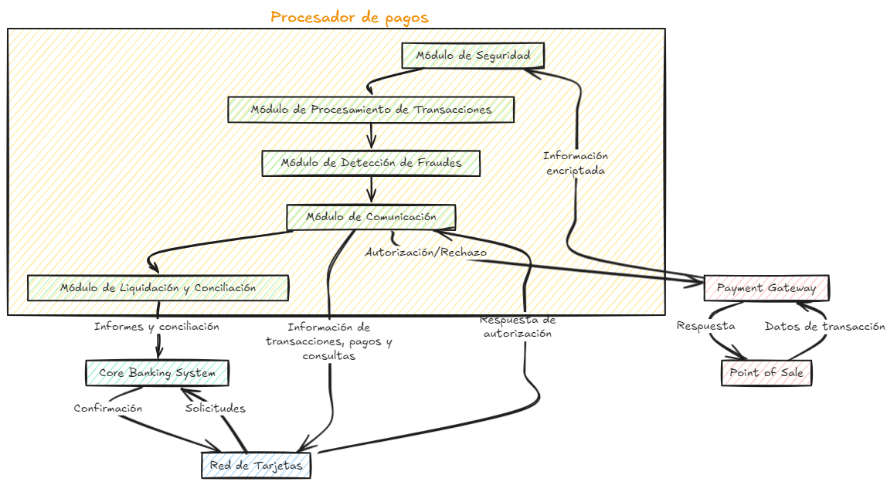 Procesador de pagos
Módulo de Seguridad
Módulo de Procesamiento de Transacciones
Módulo de Detección de Fraudes
Información
encriptada
Módulo de Comunicación
Autorización/Rechazo
Módulo de Liquidación y Conciliación
Payment Gateway
Informes y conciliación
Información de
transacciones, pagos y
consultas
Respuesta de
autorización
Respuesta
Datos de transacción
Core Banking System
Point of Sale
Confirmación
Solicitudes
Red de Tarjetas